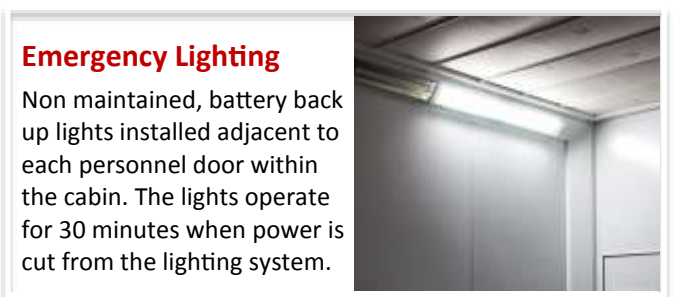 Emergency Lighting
Non maintained, battery back
up lights installed adjacent to
each personnel door within
the cabin. The lights operate
for 30 minutes when power is
cut from the lighting system.